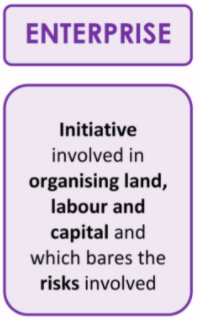 ENTERPRISE
Initiative
involved in
organising land,
labour and
capital and
which bares the
risks involved